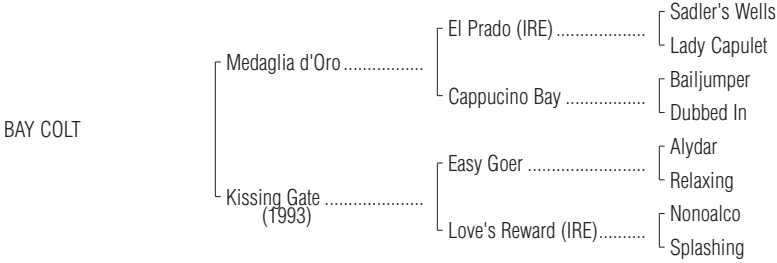 Sadler's Wells
El Prado (IRE)....................
Lady Capulet
Medaglia d'Oro.................
Bailjumper
Cappucino Bay .................
Dubbed In
BAY COLT
Alydar
Easy Goer .........................
Relaxing
Kissing Gate .....................
(1993)
Nonoalco
Love's Reward (IRE)..........
Splashing